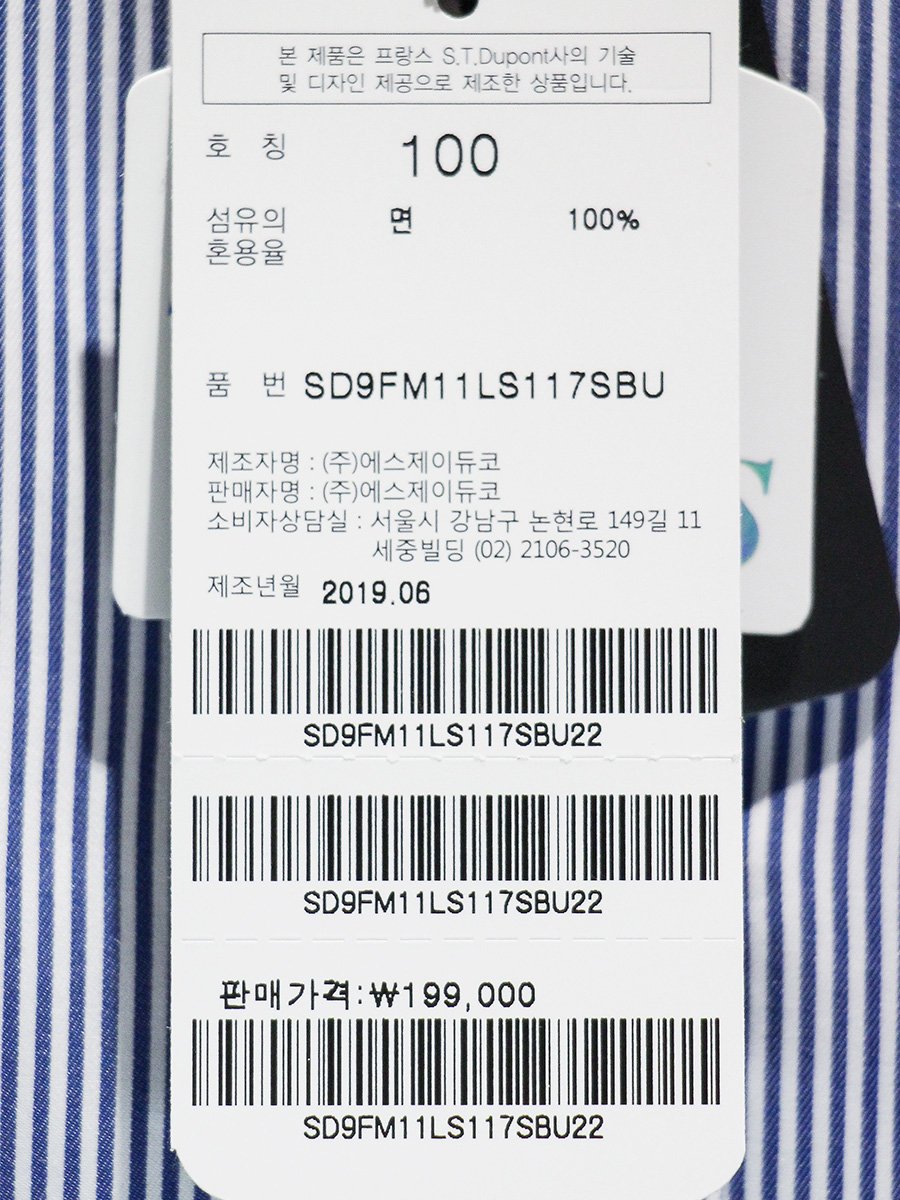 본 제품은 프랑스 S.T.Dupont사의 기술
및 디자인 제공으로 제조한 상품입니다.
호 칭 100
섬유의 면 100%
혼용율
품 번 SD9FM11LS117SBU
제조자명 : (주)에스제이듀코
판매자명 : (주)에스제이듀코
소비자상담실 : 서울시 강남구 논현로 149길 11
세중빌딩 (02) 2106-3520
제조년월 2019.06
SD9FM11LS117SBU22
SD9FM11LS117SBU22
판매가격:₩199,000
SD9FM11LS117SBU22